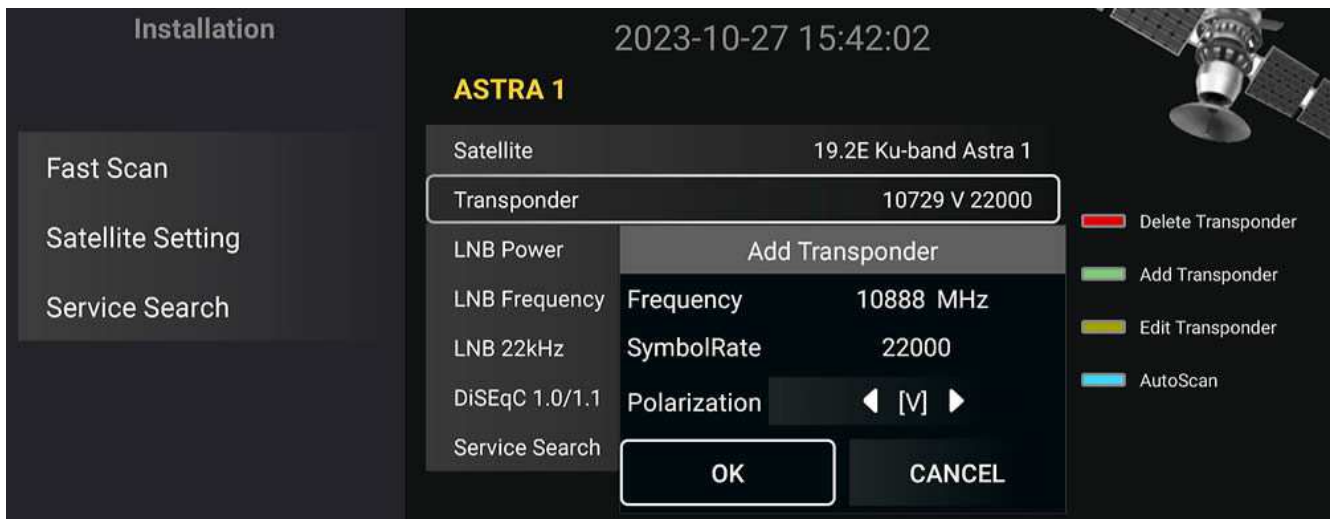 Installation
2023-10-27 15:42:02
ASTRA 1
Fast Scan
Satellite Setting
Service Search
Satellite 19.2E Ku-band Astra 1
Transponder 10729 V 22000
LNB Power
LNB Frequency
LNB 22kHz
DiSEqC 1.0/1.1
Service Search
Add Transponder
Frequency 10888 MHz
SymbolRate 22000
Polarization [V]
OK CANCEL
Delete Transponder
Add Transponder
Edit Transponder
AutoScan